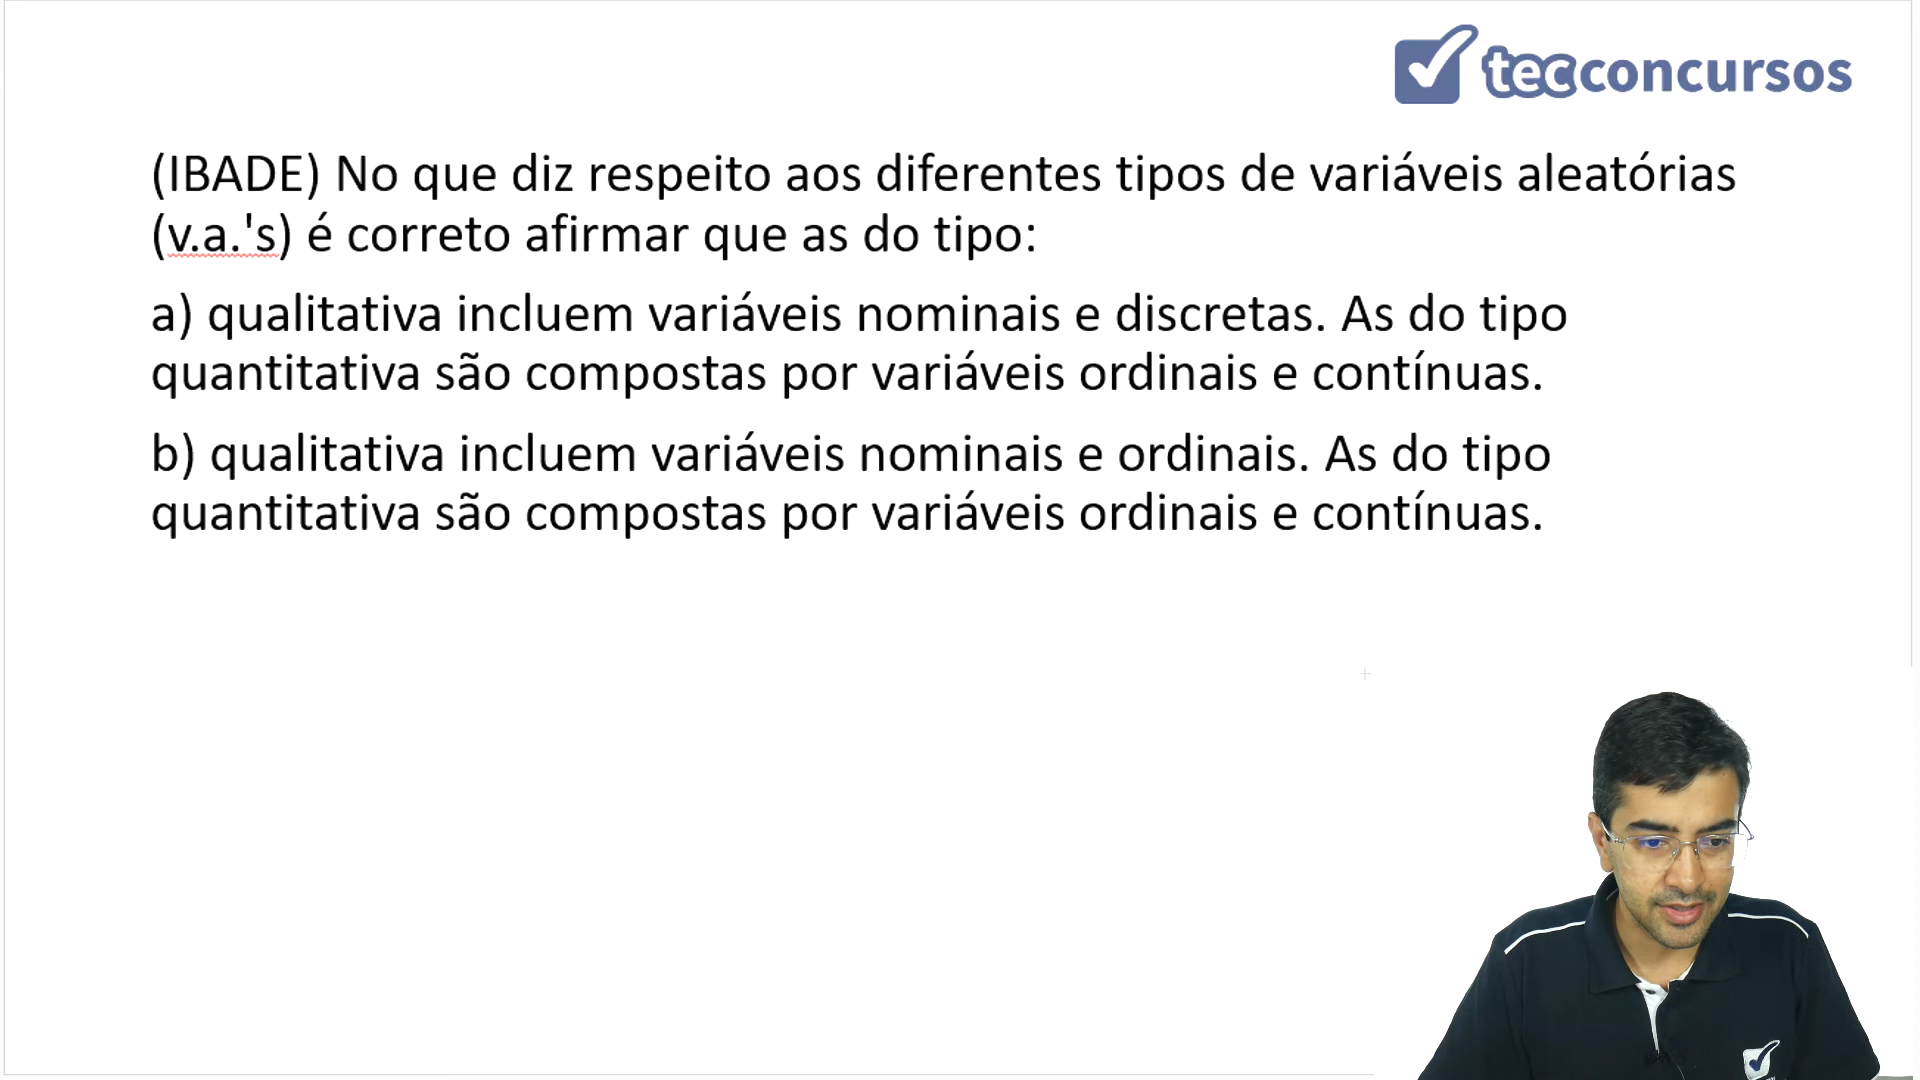 tecconcursos
(IBADE) No que diz respeito aos diferentes tipos de variáveis aleatórias
(v.a.'s) é correto afirmar que as do tipo:
a) qualitativa incluem variáveis nominais e discretas. As do tipo
quantitativa são compostas por variáveis ordinais e contínuas.
b) qualitativa incluem variáveis nominais e ordinais. As do tipo
quantitativa são compostas por variáveis ordinais e contínuas.